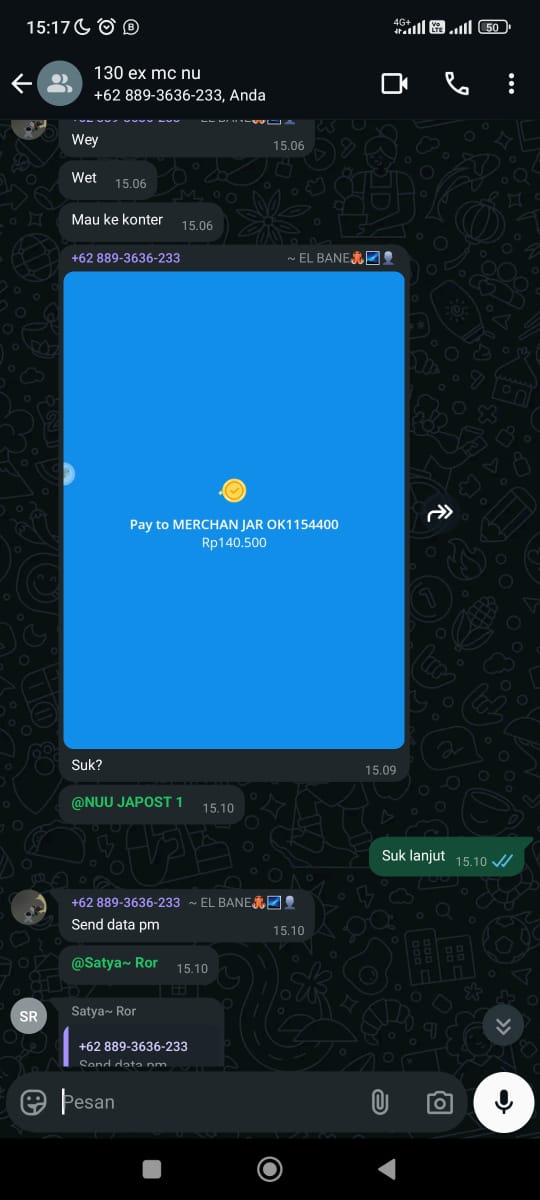 15:17
4G+
Vo
LTE
50
130 ex mc nu
+62 889-3636-233, Anda
+62 889-3636-233 ~ EL BANE
Wey
15.06
Wet 15.06
Mau ke konter 15.06
+62 889-3636-233 ~ EL BANE
Pay to MERCHAN JAR OK1154400
Rp140.500
Suk?
15.09
@NUU JAPOST 1 15.10
Suk lanjut 15.10
+62 889-3636-233 ~ EL BANE
Send data pm
15.10
@Satya~ Ror 15.10
SR
Satya~ Ror
+62 889-3636-233
Send data pm
Pesan